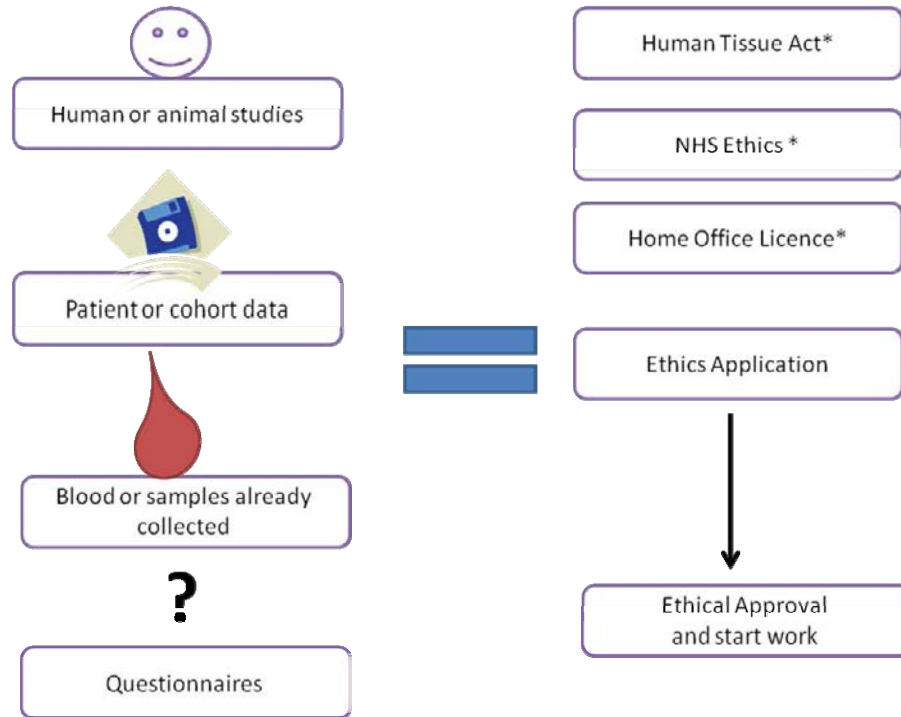 Human or animal studies
Patient or cohort data
Blood or samples already
collected
?
Questionnaires
Human Tissue Act*
NHS Ethics *
Home Office Licence*
Ethics Application
Ethical Approval
and start work